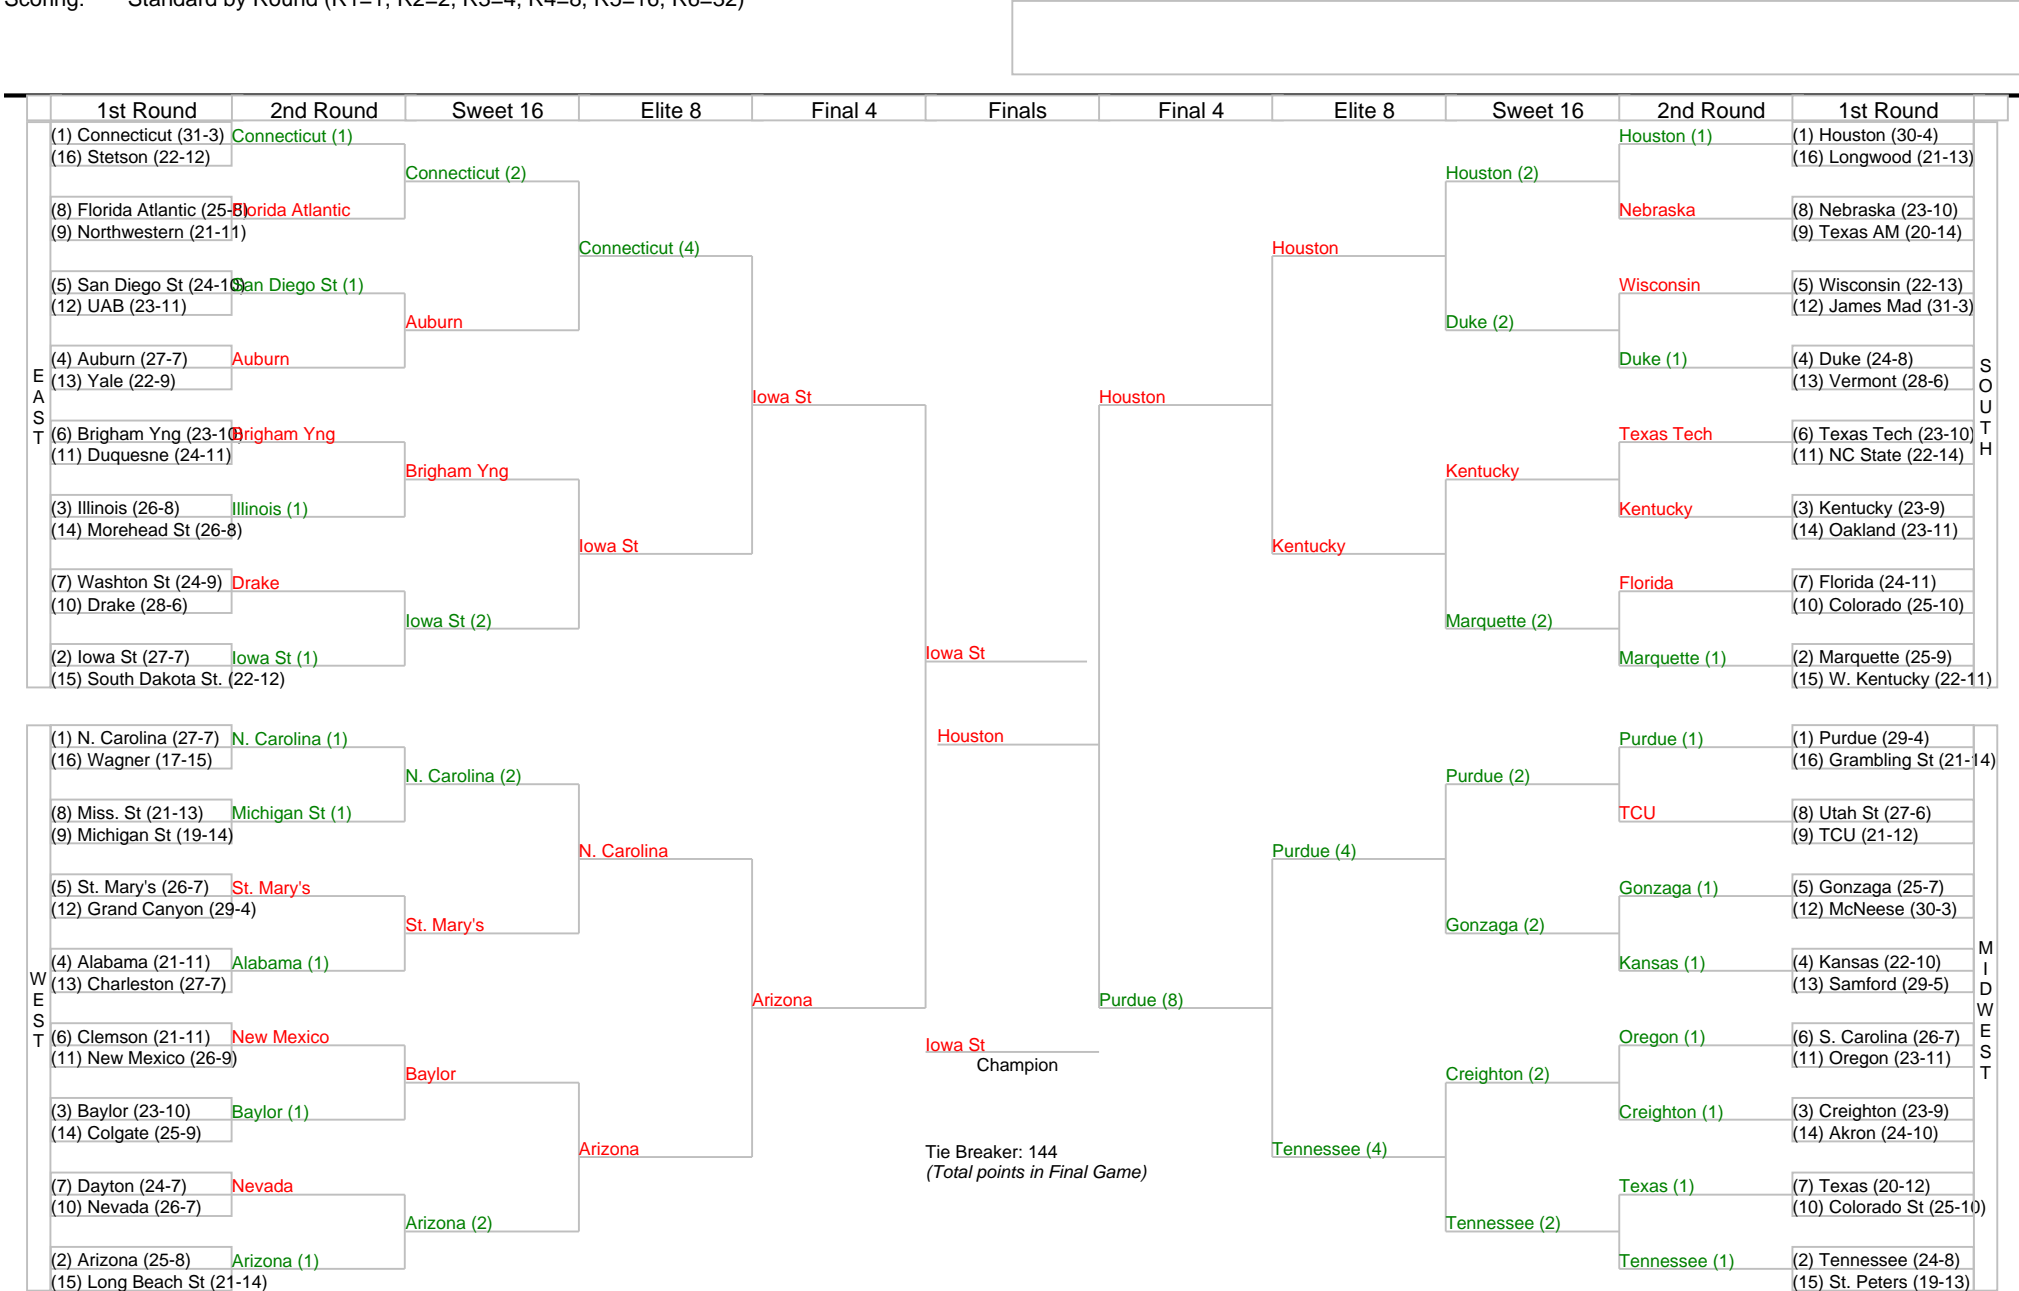 Scoring: Standard by Round (R1=1, R2=2, R3=4, R4=8, R5=16, R6=32)
1st Round 2nd Round Sweet 16 Elite 8 Final 4 Finals Final 4 Elite 8 Sweet 16 2nd Round 1st Round
EAST
(1) Connecticut (31-3)
(16) Stetson (22-12)
(8) Florida Atlantic (25-8)
(9) Northwestern (21-11)
(5) San Diego St (24-10)
(12) UAB (23-11)
(4) Auburn (27-7)
(13) Yale (22-9)
(6) Brigham Yng (23-10)
(11) Duquesne (24-11)
(3) Illinois (26-8)
(14) Morehead St (26-8)
(7) Washton St (24-9)
(10) Drake (28-6)
(2) Iowa St (27-7)
(15) South Dakota St. (22-12)
Connecticut (1)
Florida Atlantic
San Diego St (1)
Auburn
Brigham Yng
Illinois (1)
Drake
Iowa St (1)
Connecticut (2)
Auburn
Brigham Yng
Iowa St (2)
Connecticut (4)
Iowa St
Iowa St
WEST
(1) N. Carolina (27-7)
(16) Wagner (17-15)
(8) Miss. St (21-13)
(9) Michigan St (19-14)
(5) St. Mary's (26-7)
(12) Grand Canyon (29-4)
(4) Alabama (21-11)
(13) Charleston (27-7)
(6) Clemson (21-11)
(11) New Mexico (26-9)
(3) Baylor (23-10)
(14) Colgate (25-9)
(7) Dayton (24-7)
(10) Nevada (26-7)
(2) Arizona (25-8)
(15) Long Beach St (21-14)
N. Carolina (1)
Michigan St (1)
St. Mary's
Alabama (1)
New Mexico
Baylor (1)
Nevada
Arizona (1)
N. Carolina (2)
St. Mary's
Baylor
Arizona (2)
N. Carolina
Arizona
Arizona
Iowa St
Houston
Iowa St
Champion
Tie Breaker: 144
(Total points in Final Game)
Houston
Houston
Kentucky
Houston (2)
Duke (2)
Kentucky
Marquette (2)
Houston (1)
Nebraska
Wisconsin
Duke (1)
Texas Tech
Kentucky
Florida
Marquette (1)
(1) Houston (30-4)
(16) Longwood (21-13)
(8) Nebraska (23-10)
(9) Texas AM (20-14)
(5) Wisconsin (22-13)
(12) James Mad (31-3)
(4) Duke (24-8)
(13) Vermont (28-6)
(6) Texas Tech (23-10)
(11) NC State (22-14)
(3) Kentucky (23-9)
(14) Oakland (23-11)
(7) Florida (24-11)
(10) Colorado (25-10)
(2) Marquette (25-9)
(15) W. Kentucky (22-11)
SOUTH
Purdue (8)
Purdue (4)
Tennessee (4)
Purdue (2)
Gonzaga (2)
Creighton (2)
Tennessee (2)
Purdue (1)
TCU
Gonzaga (1)
Kansas (1)
Oregon (1)
Creighton (1)
Texas (1)
Tennessee (1)
(1) Purdue (29-4)
(16) Grambling St (21-14)
(8) Utah St (27-6)
(9) TCU (21-12)
(5) Gonzaga (25-7)
(12) McNeese (30-3)
(4) Kansas (22-10)
(13) Samford (29-5)
(6) S. Carolina (26-7)
(11) Oregon (23-11)
(3) Creighton (23-9)
(14) Akron (24-10)
(7) Texas (20-12)
(10) Colorado St (25-10)
(2) Tennessee (24-8)
(15) St. Peters (19-13)
MIDWEST